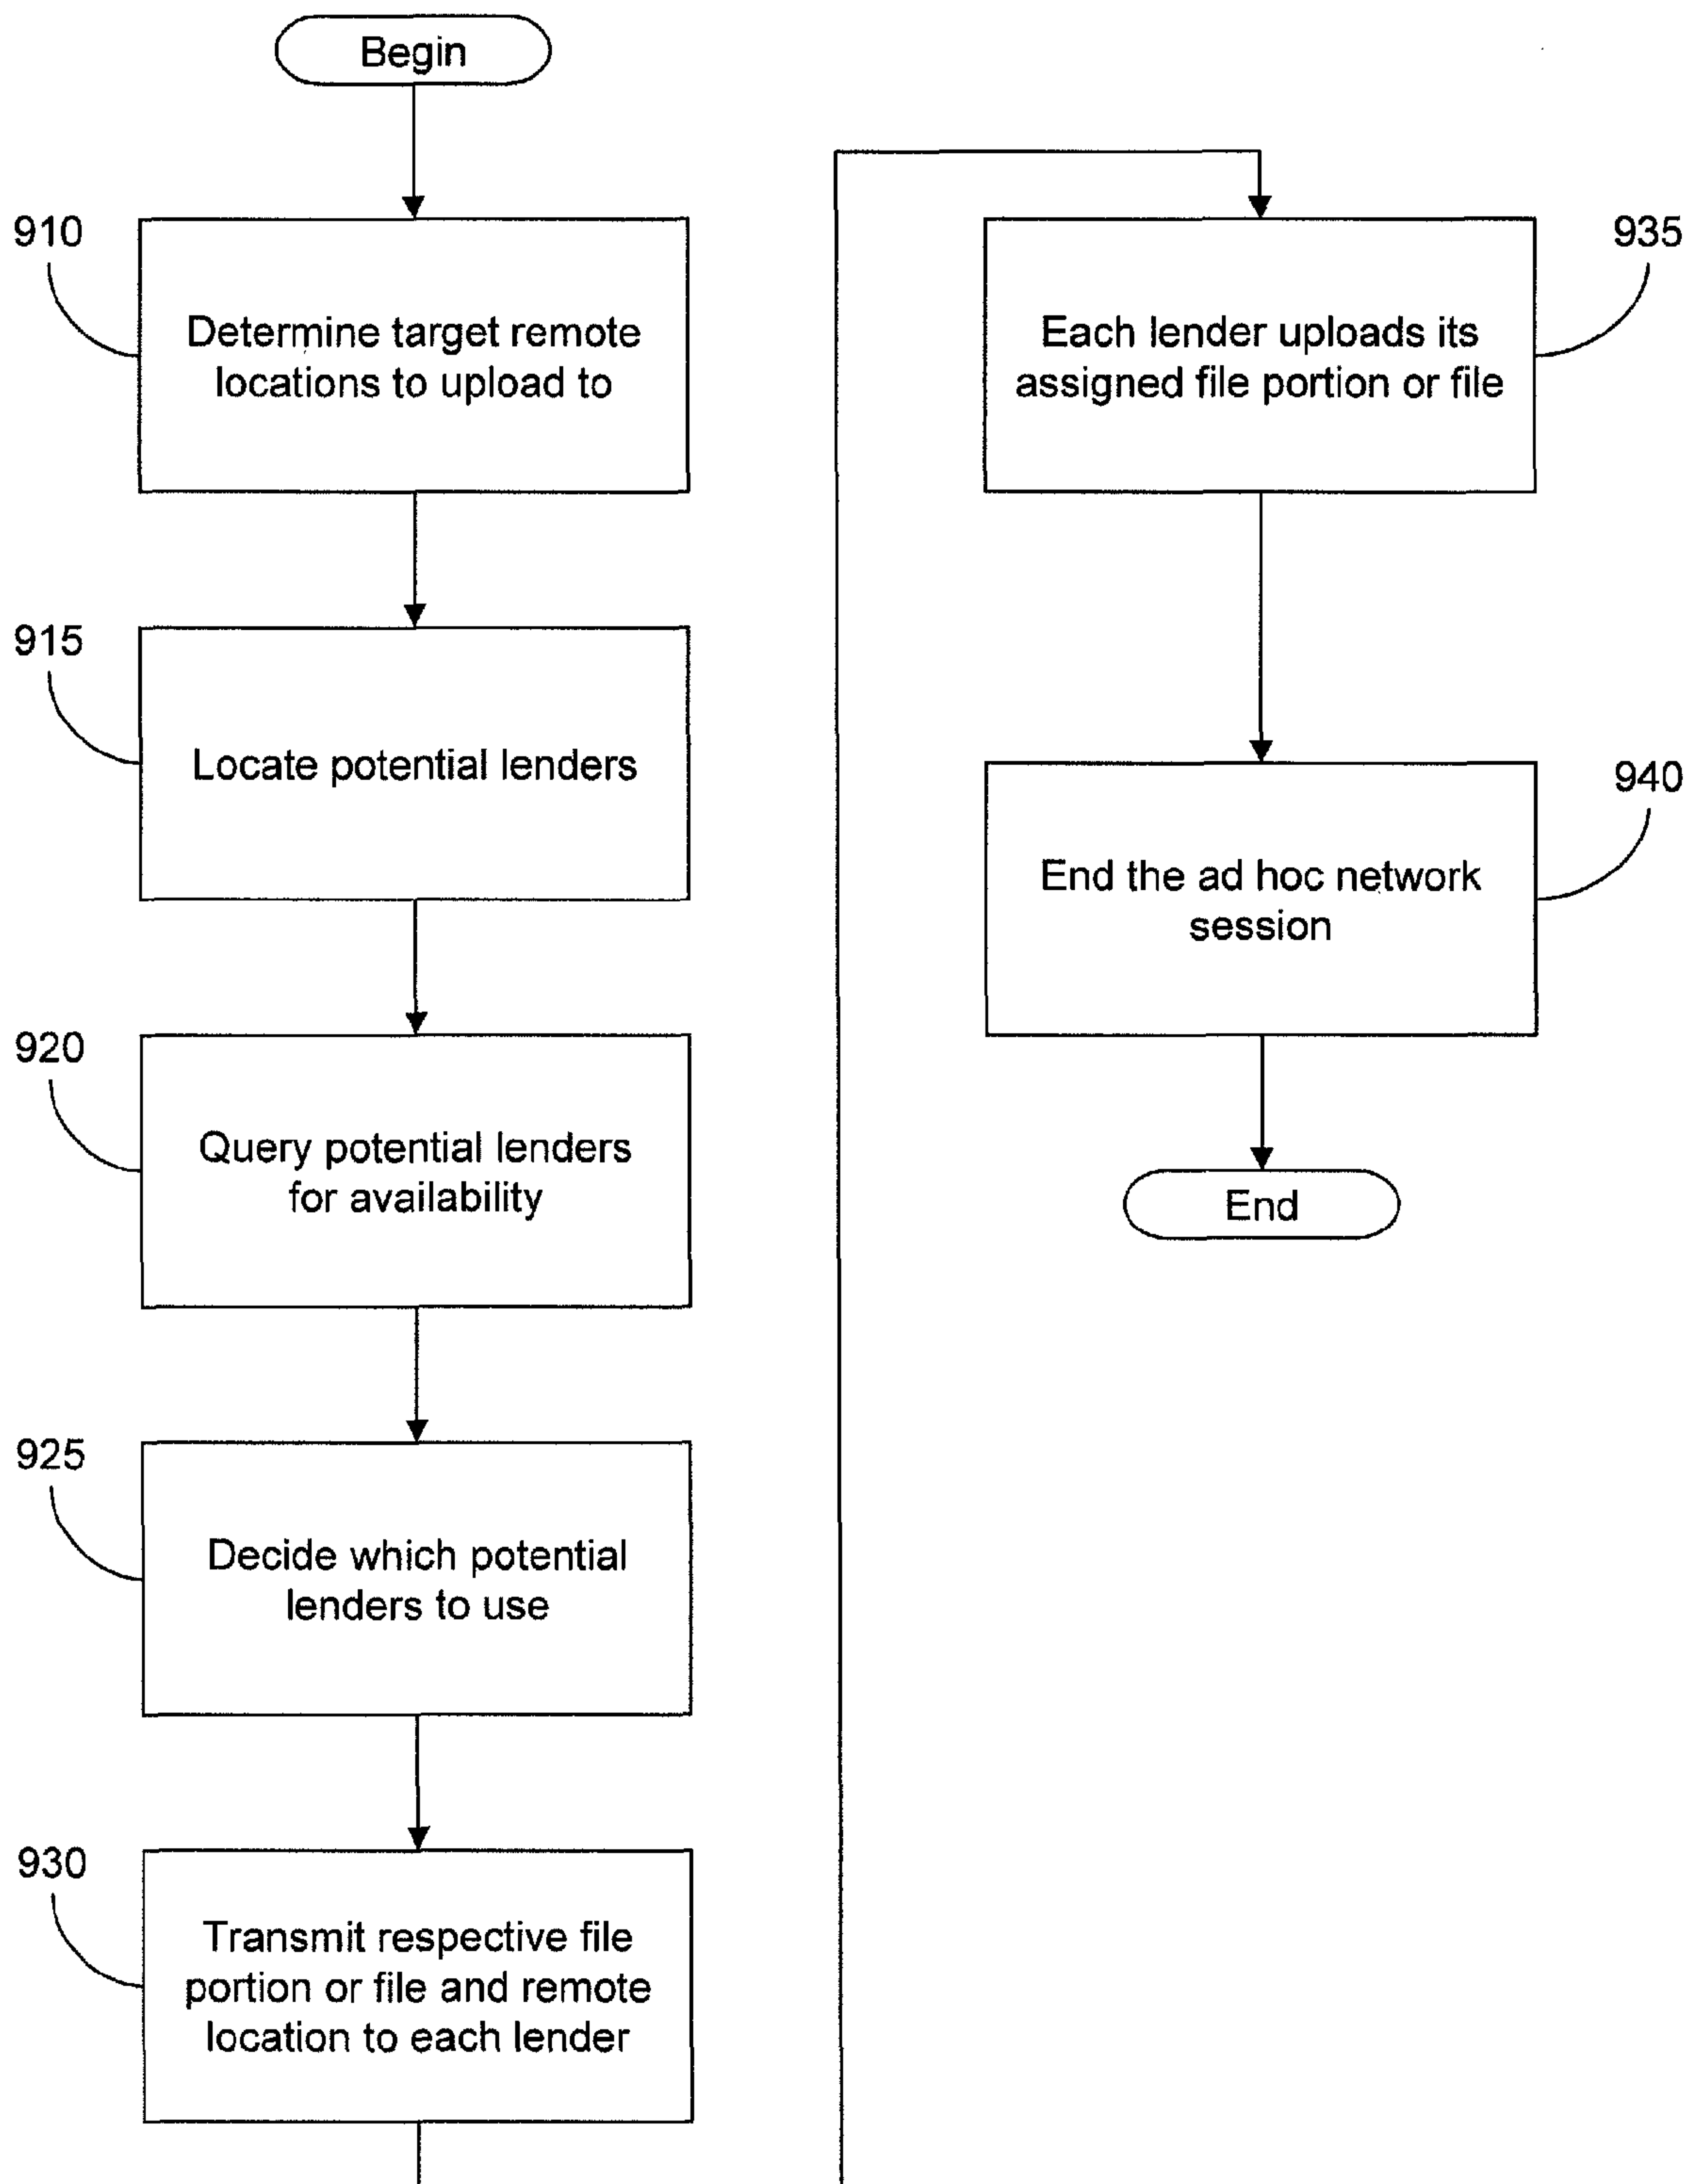 Begin
910
Determine target remote
locations to upload to
915
Locate potential lenders
920
Query potential lenders
for availability
925
Decide which potential
lenders to use
930
Transmit respective file
portion or file and remote
location to each lender
935
Each lender uploads its
assigned file portion or file
940
End the ad hoc network
session
End